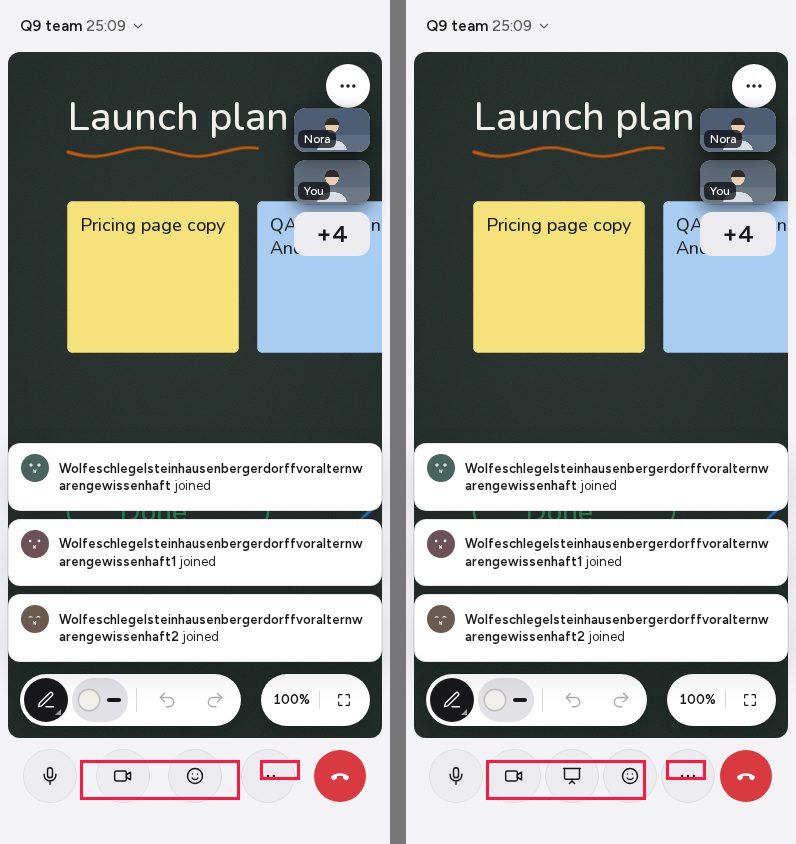 Q9 team 25:09
Launch plan
Nora
You
+4
Pricing page copy
QA
An
Wolfeschlegelsteinhausenbergerdorffvoralternw
arengewissenhaft joined
Done
Wolfeschlegelsteinhausenbergerdorffvoralternw
arengewissenhaft1 joined
Wolfeschlegelsteinhausenbergerdorffvoralternw
arengewissenhaft2 joined
100%
Q9 team 25:09
Launch plan
Nora
You
+4
Pricing page copy
QA
An
Wolfeschlegelsteinhausenbergerdorffvoralternw
arengewissenhaft joined
Done
Wolfeschlegelsteinhausenbergerdorffvoralternw
arengewissenhaft1 joined
Wolfeschlegelsteinhausenbergerdorffvoralternw
arengewissenhaft2 joined
100%